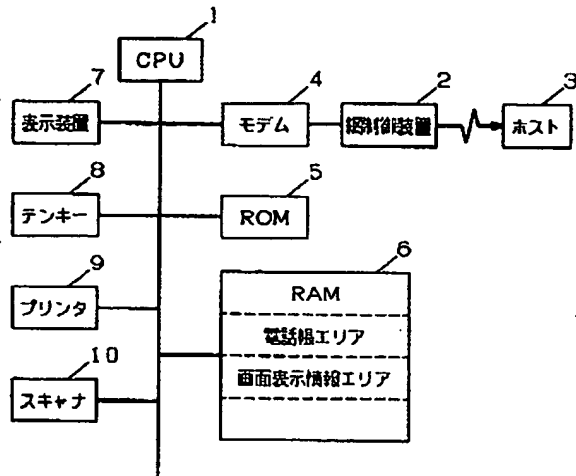 1
CPU
7
表示装置
4
モデム
2
網制御装置
3
ホスト
8
テンキー
5
ROM
9
プリンタ
6
RAM
電話帳エリア
画面表示情報エリア
10
スキャナ